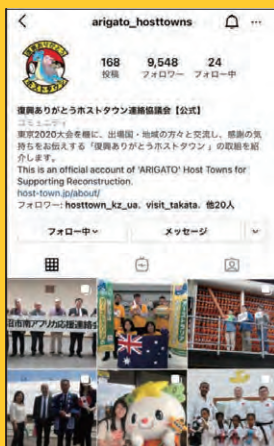 arigato_hosttowns
168
投稿
9,548
フォロワー
24
フォロー中
復興ありがとうホストタウン連絡協議会【公式】
コミュニティ
東京2020大会を機に、出場国・地域の方々と交流し、感謝の気
持ちをお伝えする「復興ありがとうホストタウン」の取組を紹
介します。
This is an official account of 'ARIGATO' Host Towns for
Supporting Reconstruction.
host-town.jp/about/
フォロワー: hosttown_kz_ua、visit_takata、他20人
フォロー中
メッセージ
田市南アフリカ応援連絡会